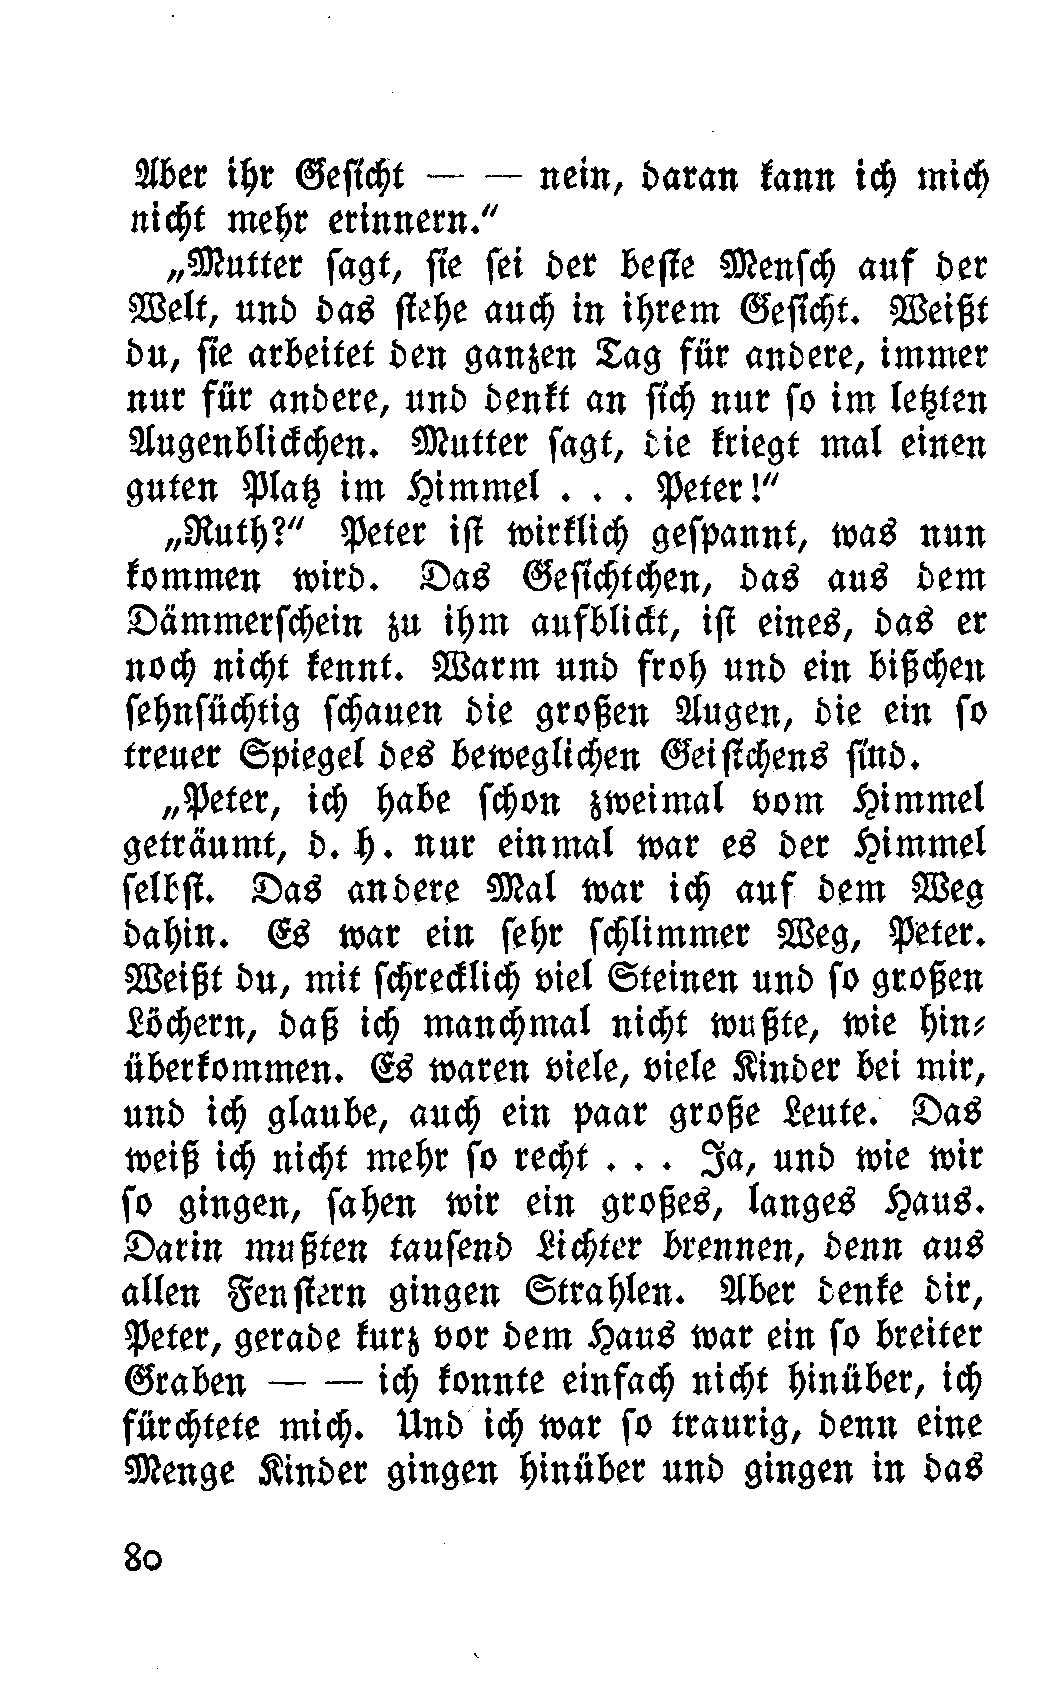 Aber ihr Gesicht — — nein, daran kann ich mich
nicht mehr erinnern.“
„Mutter sagt, sie sei der beste Mensch auf der
Welt, und das stehe auch in ihrem Gesicht. Weißt
du, sie arbeitet den ganzen Tag für andere, immer
nur für andere, und denkt an sich nur so im letzten
Augenblickchen. Mutter sagt, die kriegt mal einen
guten Platz im Himmel . . . Peter!“
„Ruth?“ Peter ist wirklich gespannt, was nun
kommen wird. Das Gesichtchen, das aus dem
Dämmerschein zu ihm aufblickt, ist eines, das er
noch nicht kennt. Warm und froh und ein bißchen
sehnsüchtig schauen die großen Augen, die ein so
treuer Spiegel des beweglichen Geistchens sind.
„Peter, ich habe schon zweimal vom Himmel
geträumt, d. h. nur einmal war es der Himmel
selbst. Das andere Mal war ich auf dem Weg
dahin. Es war ein sehr schlimmer Weg, Peter.
Weißt du, mit schrecklich viel Steinen und so großen
Löchern, daß ich manchmal nicht wußte, wie hin-
überkommen. Es waren viele, viele Kinder bei mir,
und ich glaube, auch ein paar große Leute. Das
weiß ich nicht mehr so recht . . . Ja, und wie wir
so gingen, sahen wir ein großes, langes Haus.
Darin mußten tausend Lichter brennen, denn aus
allen Fenstern gingen Strahlen. Aber denke dir,
Peter, gerade kurz vor dem Haus war ein so breiter
Graben — — ich konnte einfach nicht hinüber, ich
fürchtete mich. Und ich war so traurig, denn eine
Menge Kinder gingen hinüber und gingen in das
80